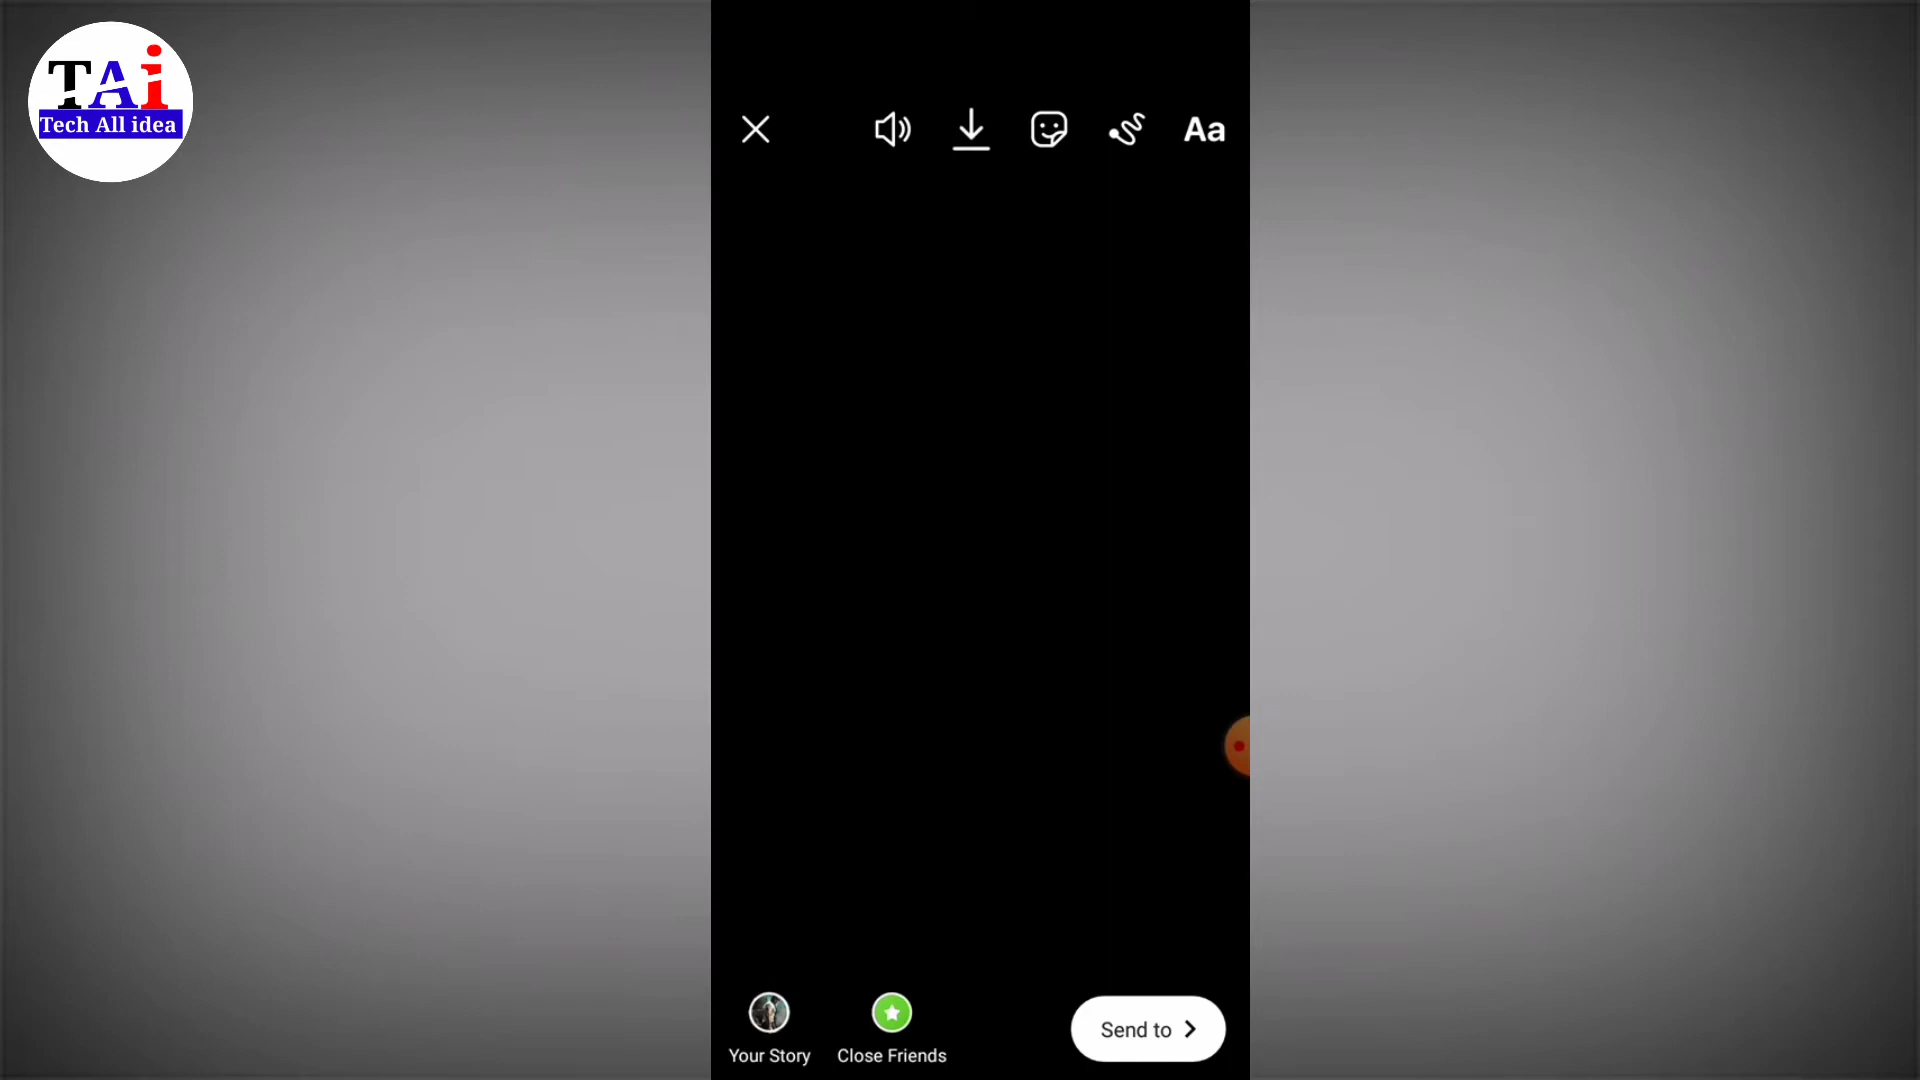 TAi
Tech All idea
Aa
Your Story
Close Friends
Send to